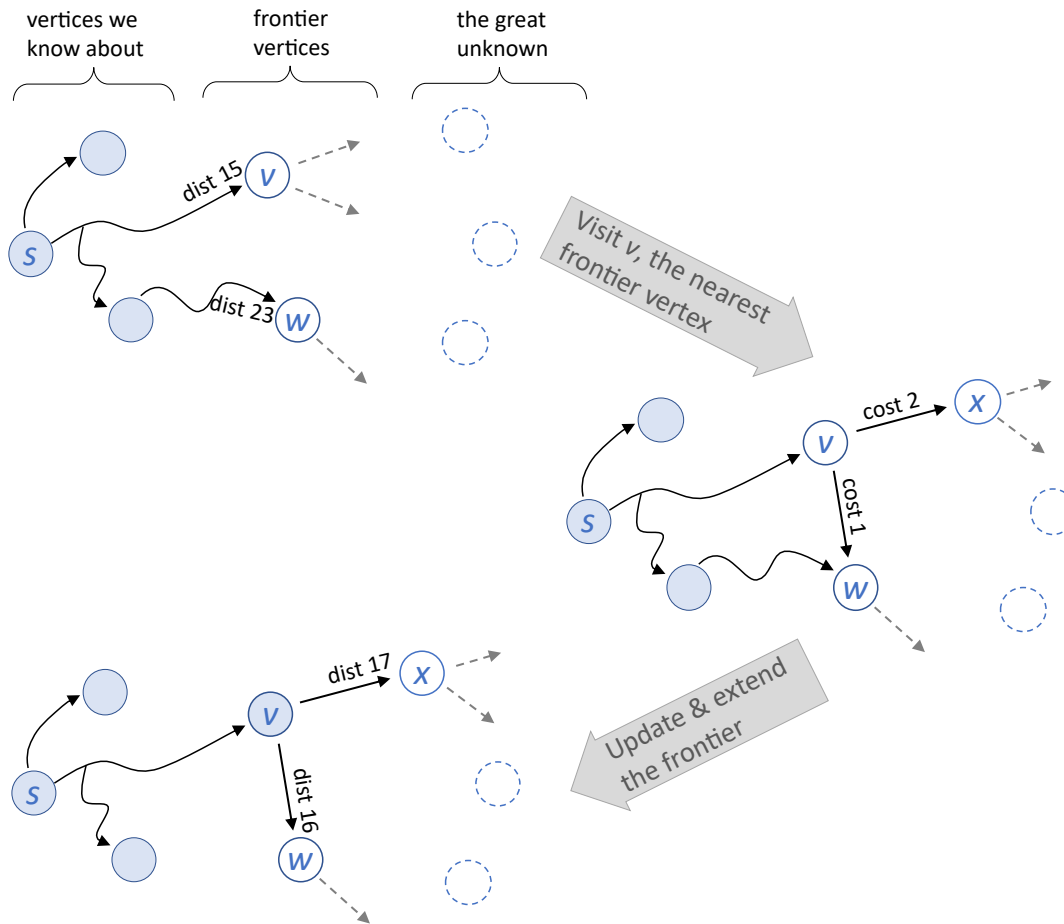 vertices we
know about
frontier
vertices
the great
unknown
dist 15
v
s
dist 23
w
Visit v, the nearest
frontier vertex
cost 2
x
v
cost 1
s
w
dist 17
x
v
Update & extend
the frontier
s
dist 16
w